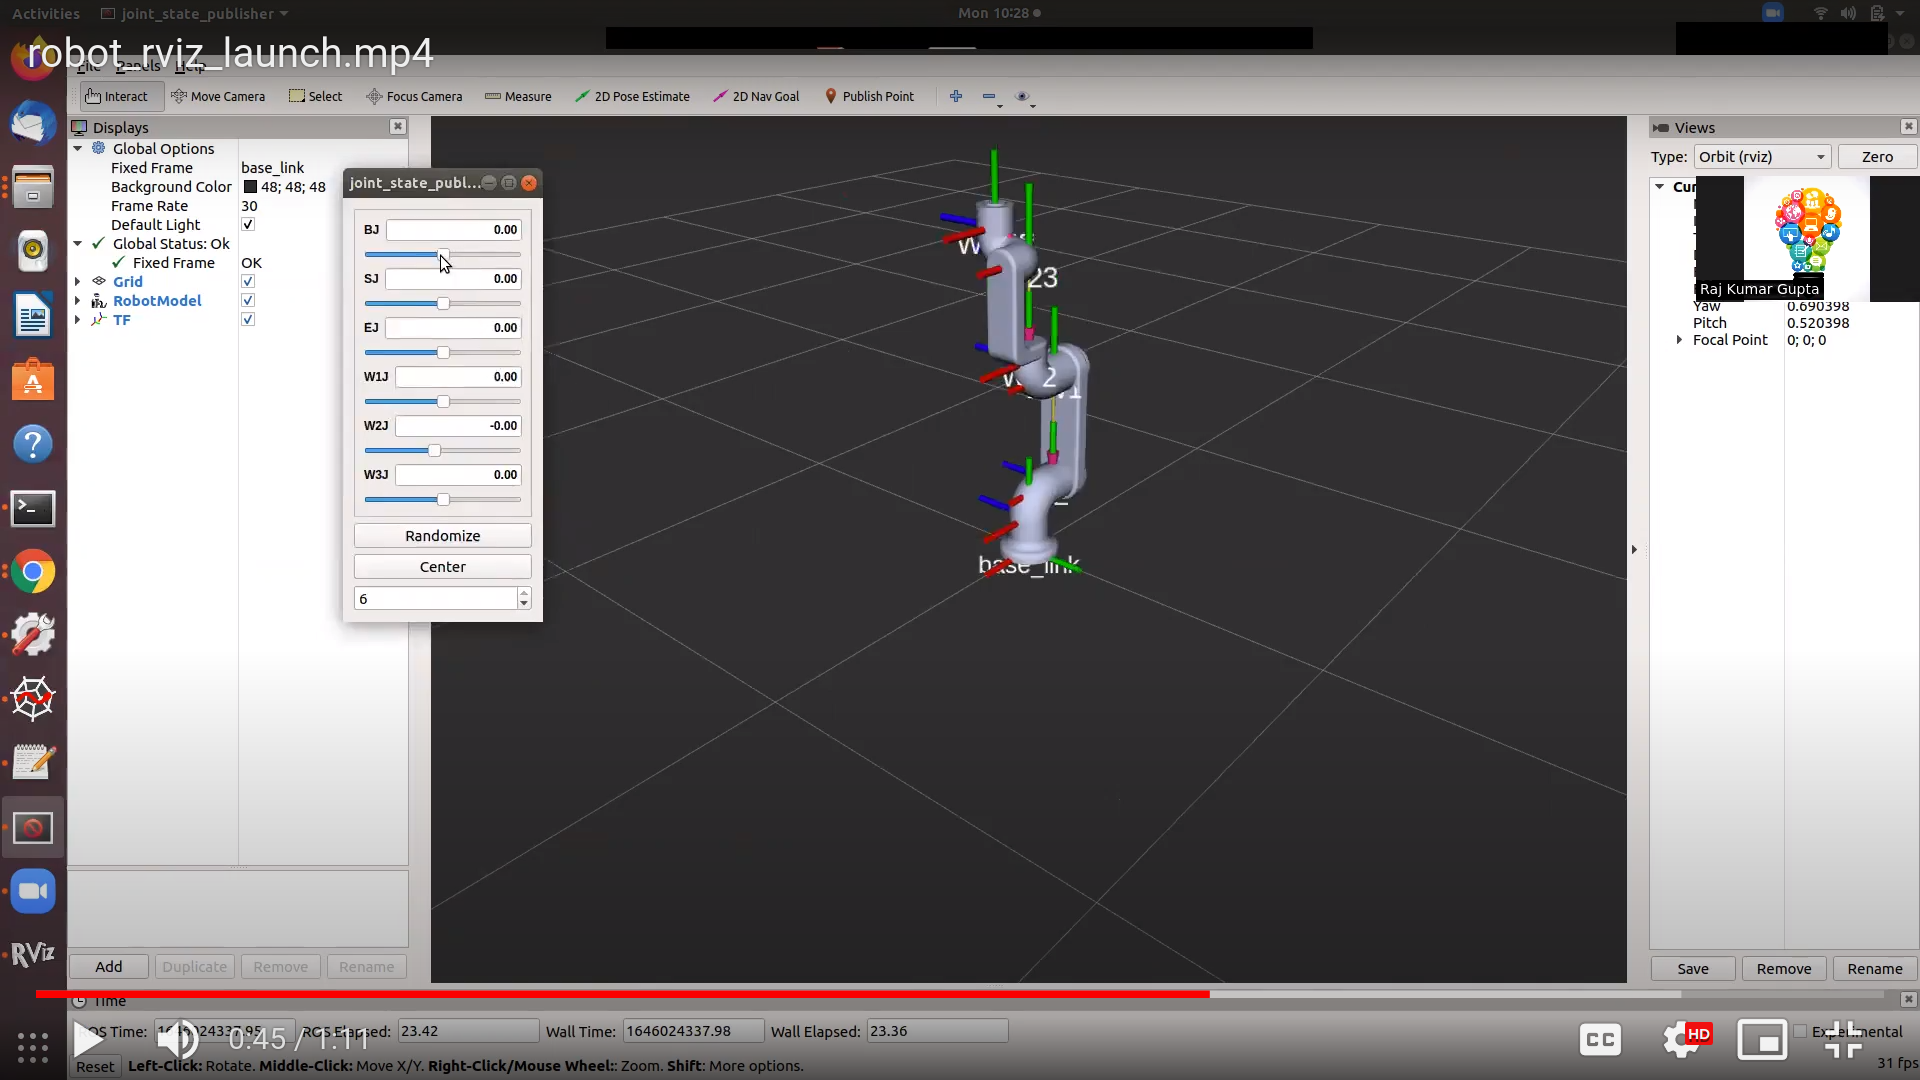 Activities joint_state_publisher Mon 10:28
robot_rviz_launch.mp4
File Panels Help
Interact Move Camera Select Focus Camera Measure 2D Pose Estimate 2D Nav Goal Publish Point
Displays
Global Options
Fixed Frame base_link
Background Color 48; 48; 48
Frame Rate 30
Default Light
Global Status: Ok
Fixed Frame OK
Grid
RobotModel
TF
Add Duplicate Remove Rename
joint_state_publ...
BJ 0.00
SJ 0.00
EJ 0.00
W1J 0.00
W2J -0.00
W3J 0.00
Randomize
Center
6
23
2
base_link
Views
Type: Orbit (rviz) Zero
Raj Kumar Gupta
Yaw 0.690398
Pitch 0.520398
Focal Point 0; 0; 0
Save Remove Rename
RViz
Time
ROS Time: ROS Elapsed: 23.42 Wall Time: 1646024337.98 Wall Elapsed: 23.36 Experimental
0:45 / 1:11
CC HD
Reset Left-Click: Rotate. Middle-Click: Move X/Y. Right-Click/Mouse Wheel:: Zoom. Shift: More options. 31 fps